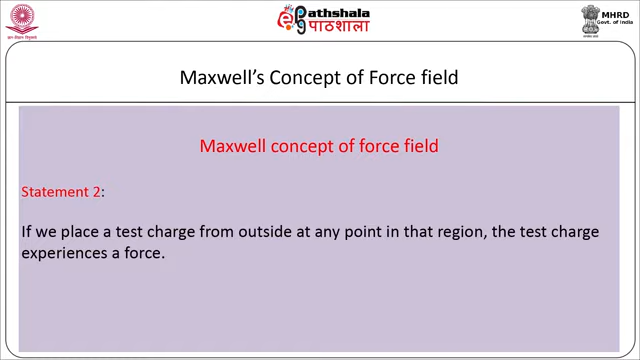 ePathshala
पाठशाला
MHRD
Govt. of India
Maxwell's Concept of Force field
Maxwell concept of force field
Statement 2:
If we place a test charge from outside at any point in that region, the test charge
experiences a force.